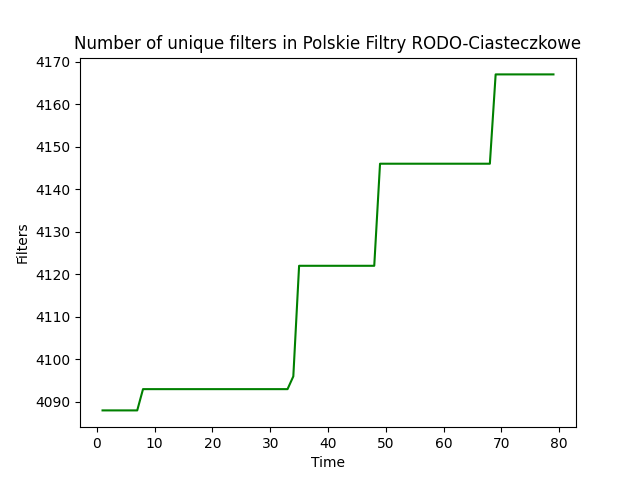 Number of unique filters in Polskie Filtry RODO-Ciasteczkowe
4170
4160
4150
4140
4130
4120
4110
4100
4090
Filters
0 10 20 30 40 50 60 70 80
Time